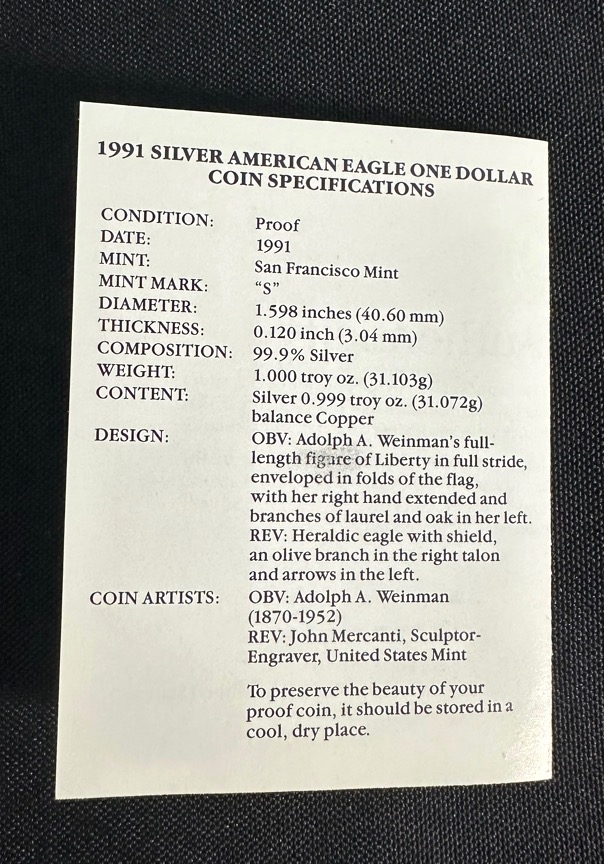 1991 SILVER AMERICAN EAGLE ONE DOLLAR
COIN SPECIFICATIONS
CONDITION: Proof
DATE: 1991
MINT: San Francisco Mint
MINT MARK: “S”
DIAMETER: 1.598 inches (40.60 mm)
THICKNESS: 0.120 inch (3.04 mm)
COMPOSITION: 99.9% Silver
WEIGHT: 1.000 troy oz. (31.103g)
CONTENT: Silver 0.999 troy oz. (31.072g)
balance Copper
DESIGN: OBV: Adolph A. Weinman’s full-
length figure of Liberty in full stride,
enveloped in folds of the flag,
with her right hand extended and
branches of laurel and oak in her left.
REV: Heraldic eagle with shield,
an olive branch in the right talon
and arrows in the left.
COIN ARTISTS: OBV: Adolph A. Weinman
(1870-1952)
REV: John Mercanti, Sculptor-
Engraver, United States Mint
To preserve the beauty of your
proof coin, it should be stored in a
cool, dry place.